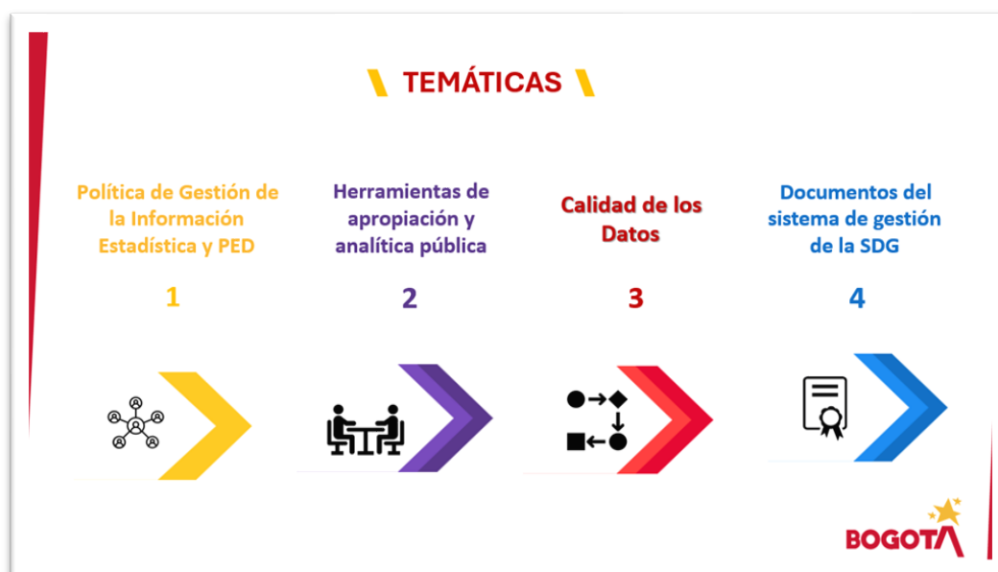 TEMÁTICAS
Política de Gestión de
la Información
Estadística y PED
1
Herramientas de
apropiación y
analítica pública
2
Calidad de los
Datos
3
Documentos del
sistema de gestión
de la SDG
4
BOGOTÁ